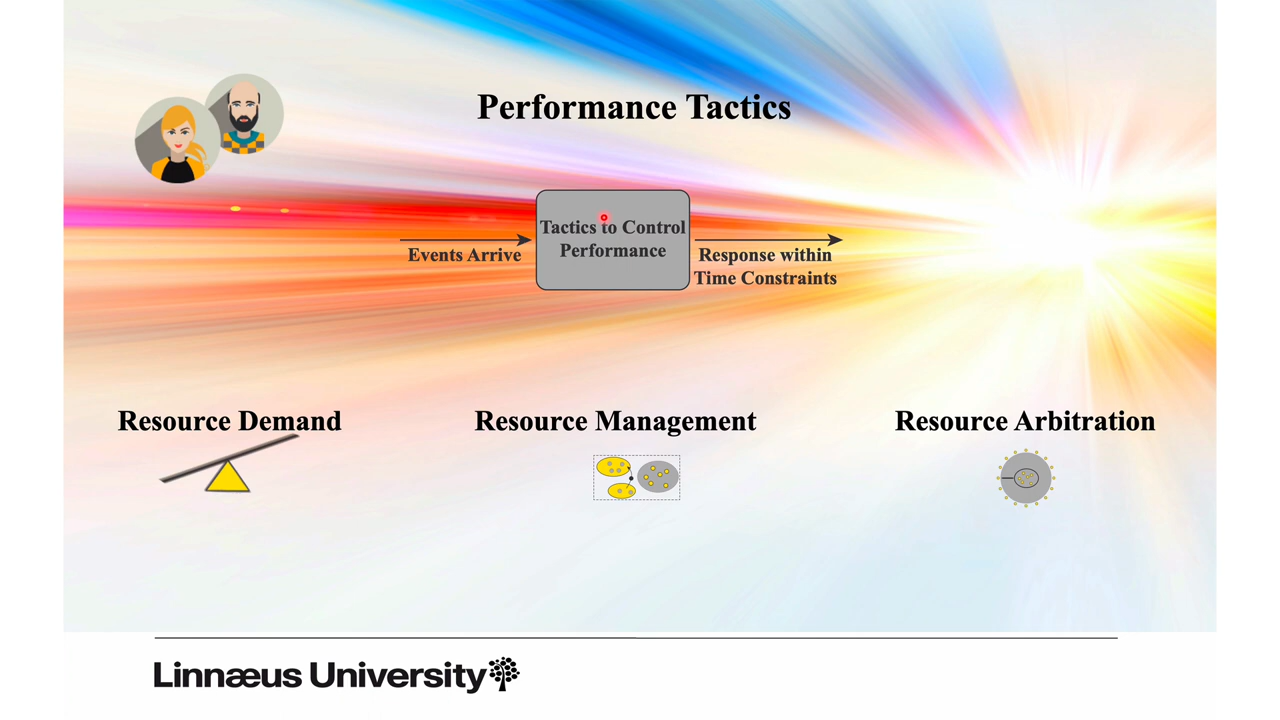 Performance Tactics
Tactics to Control
Performance
Events Arrive
Response within
Time Constraints
Resource Demand
Resource Management
Resource Arbitration
Linnæus University